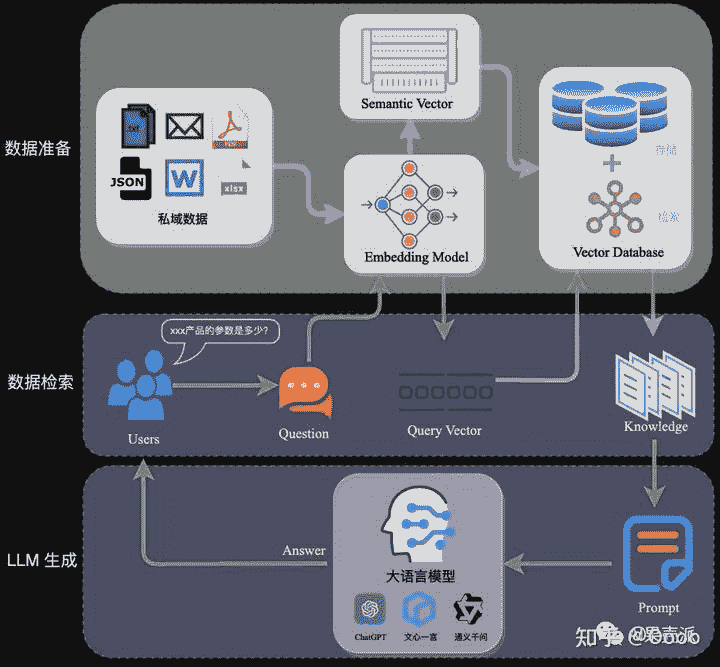 数据准备
.txt
JSON
W
xlsx
私域数据
Semantic Vector
Embedding Model
存储
+
检索
Vector Database
数据检索
xxx产品的参数是多少?
Users
Question
Query Vector
Knowledge
LLM 生成
Answer
大语言模型
ChatGPT
文心一言
通义千问
Prompt
知乎